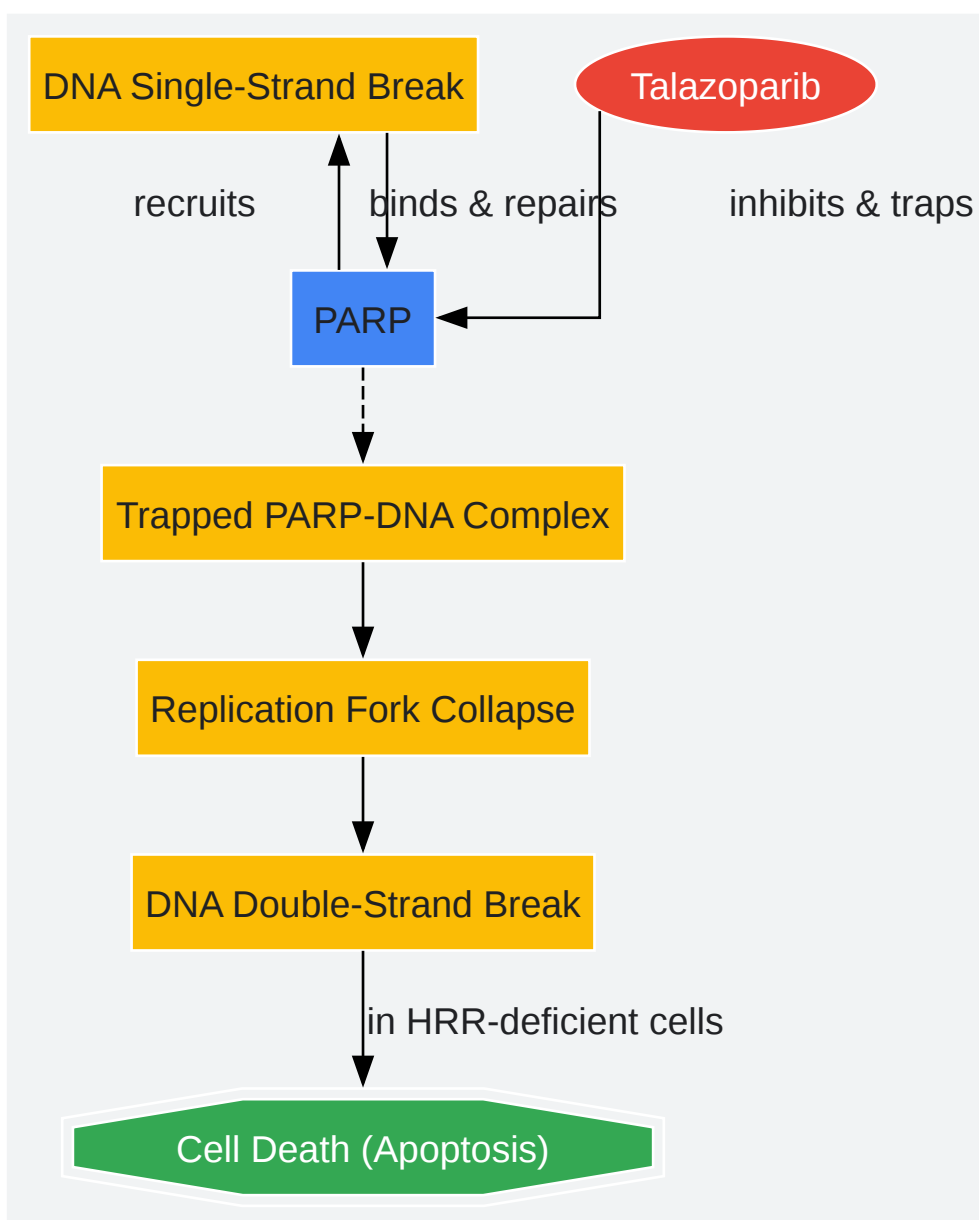 DNA Single-Strand Break
Talazoparib
recruits
binds & repairs
inhibits & traps
PARP
Trapped PARP-DNA Complex
Replication Fork Collapse
DNA Double-Strand Break
in HRR-deficient cells
Cell Death (Apoptosis)